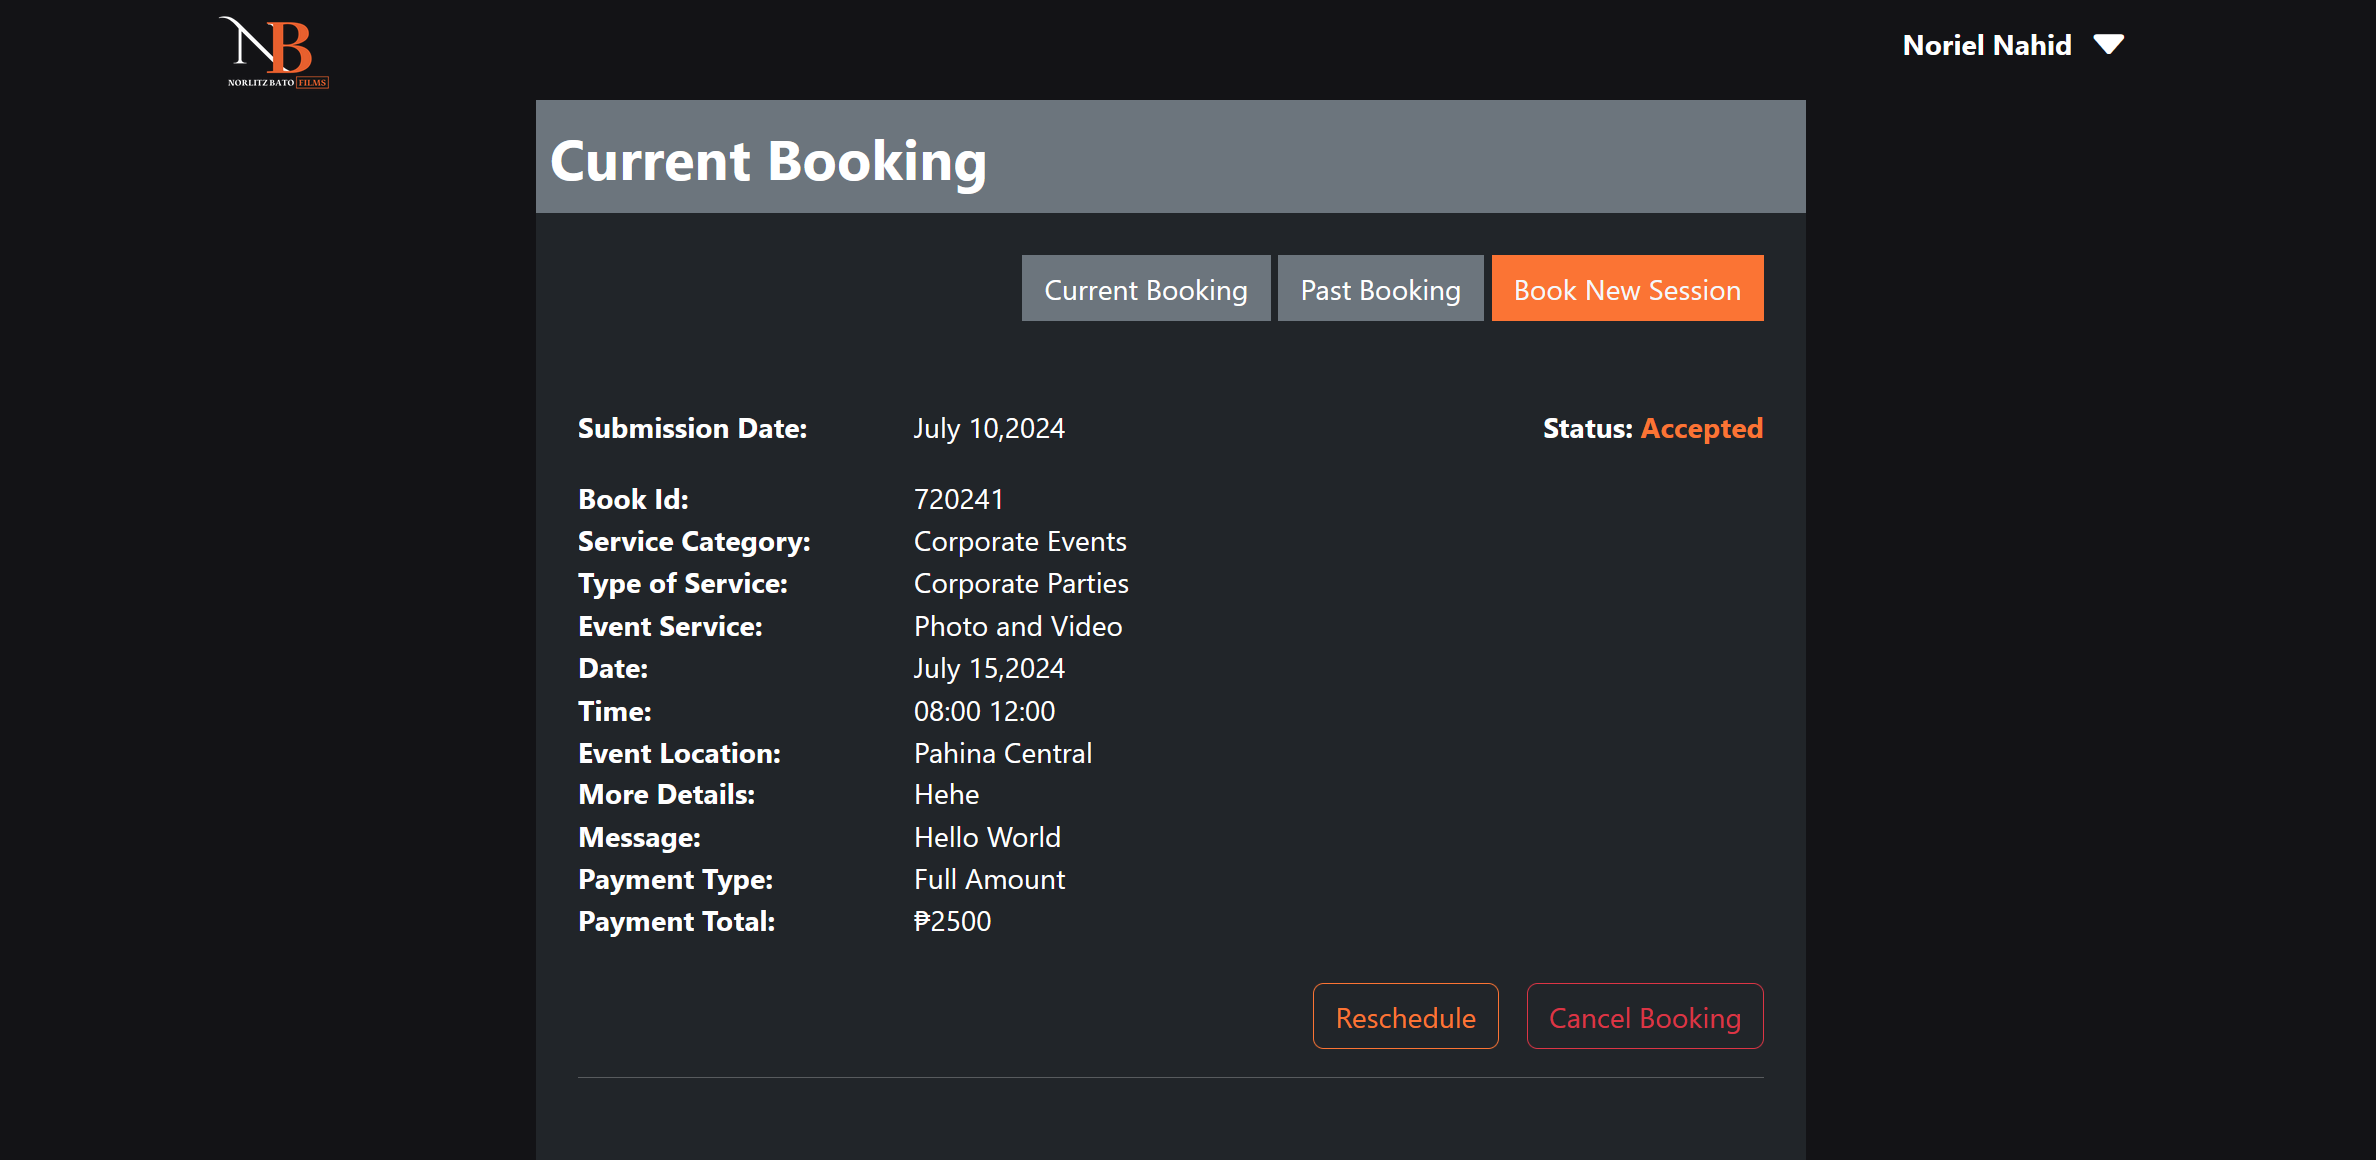 NB
NORLITZ BATO FILMS
Noriel Nahid
Current Booking
Current Booking
Past Booking
Book New Session
Submission Date: July 10,2024
Status: Accepted
Book Id: 720241
Service Category: Corporate Events
Type of Service: Corporate Parties
Event Service: Photo and Video
Date: July 15,2024
Time: 08:00 12:00
Event Location: Pahina Central
More Details: Hehe
Message: Hello World
Payment Type: Full Amount
Payment Total: ₱2500
Reschedule
Cancel Booking